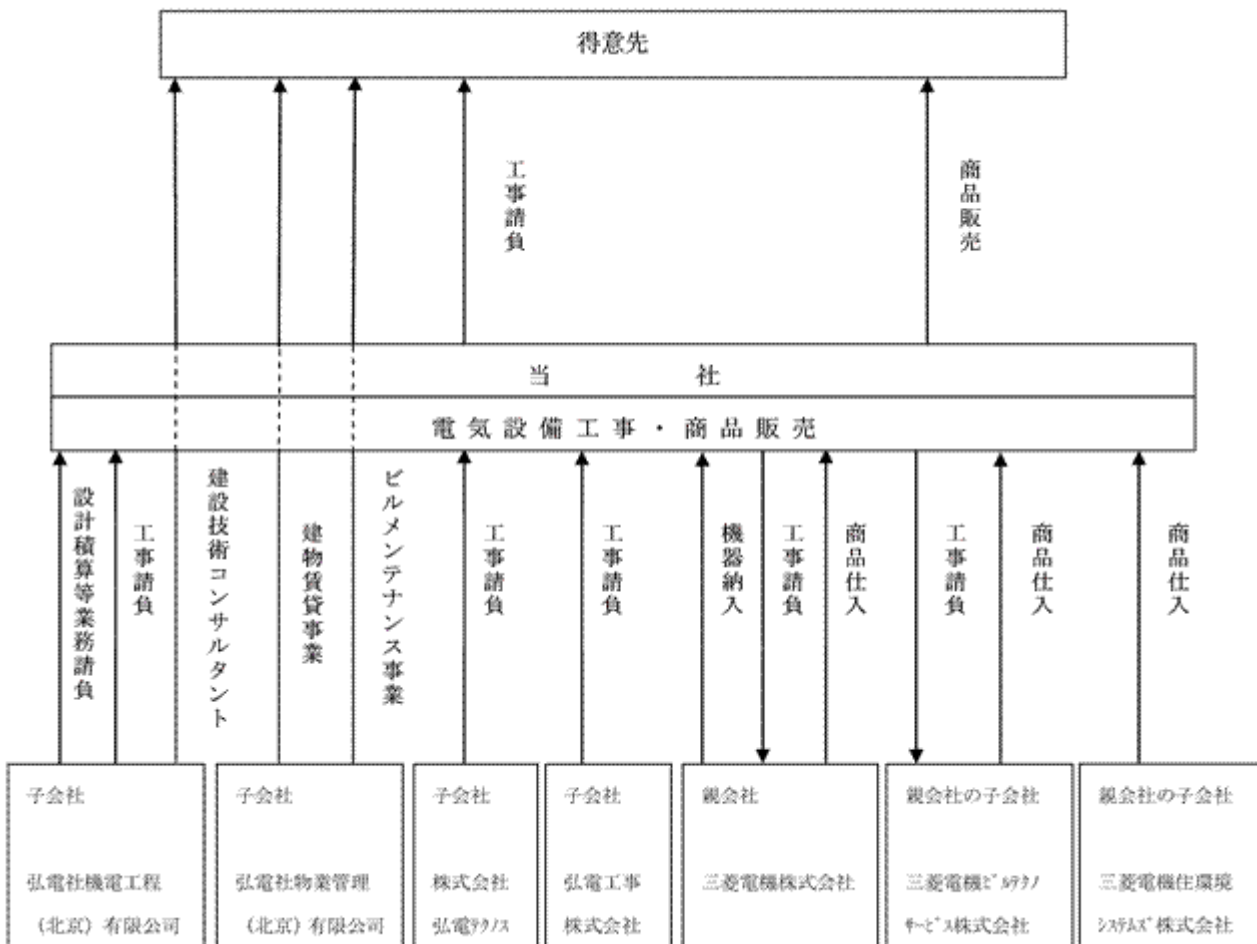 得意先
工事請負
商品販売
当　社
電気設備工事・商品販売
設計積算等業務請負
工事請負
建設技術コンサルタント
建物賃貸事業
ビルメンテナンス事業
工事請負
工事請負
機器納入
工事請負
商品仕入
工事請負
商品仕入
商品仕入
子会社
弘電社機電工程
（北京）有限公司
子会社
弘電社物業管理
（北京）有限公司
子会社
株式会社
弘電ﾃｸﾉｽ
子会社
弘電工事
株式会社
親会社
三菱電機株式会社
親会社の子会社
三菱電機ﾋﾞﾙﾃｸﾉ
ｻｰﾋﾞｽ株式会社
親会社の子会社
三菱電機住環境
ｼｽﾃﾑｽﾞ株式会社